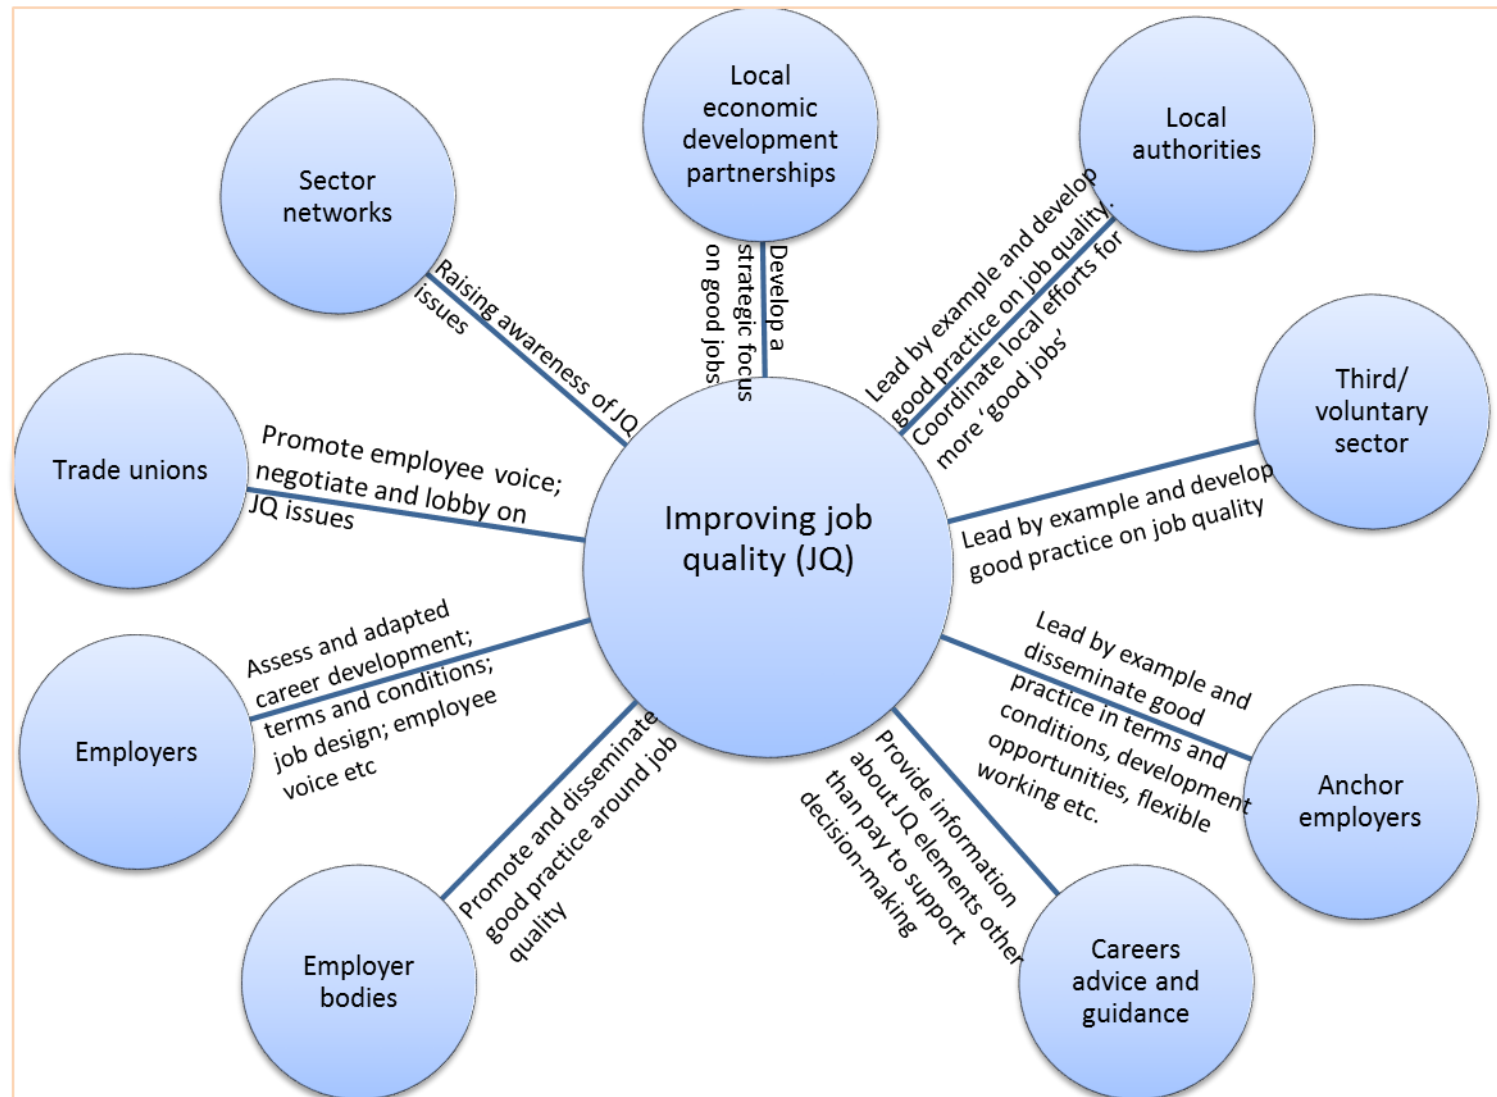 Local
economic
development
partnerships
Develop a
strategic focus
on good jobs
Local
authorities
Lead by example and develop
good practice on job quality.
Coordinate local efforts for
more ‘good jobs’
Third/
voluntary
sector
Lead by example and develop
good practice on job quality
Anchor
employers
Lead by example and
disseminate good
practice in terms and
conditions, development
opportunities, flexible
working etc.
Careers
advice and
guidance
Provide information
about JQ elements other
than pay to support
decision-making
Employer
bodies
Promote and disseminate
good practice around job
quality
Employers
Assess and adapted
career development;
terms and conditions;
job design; employee
voice etc
Trade unions
Promote employee voice;
negotiate and lobby on
JQ issues
Sector
networks
Raising awareness of JQ
issues
Improving job
quality (JQ)